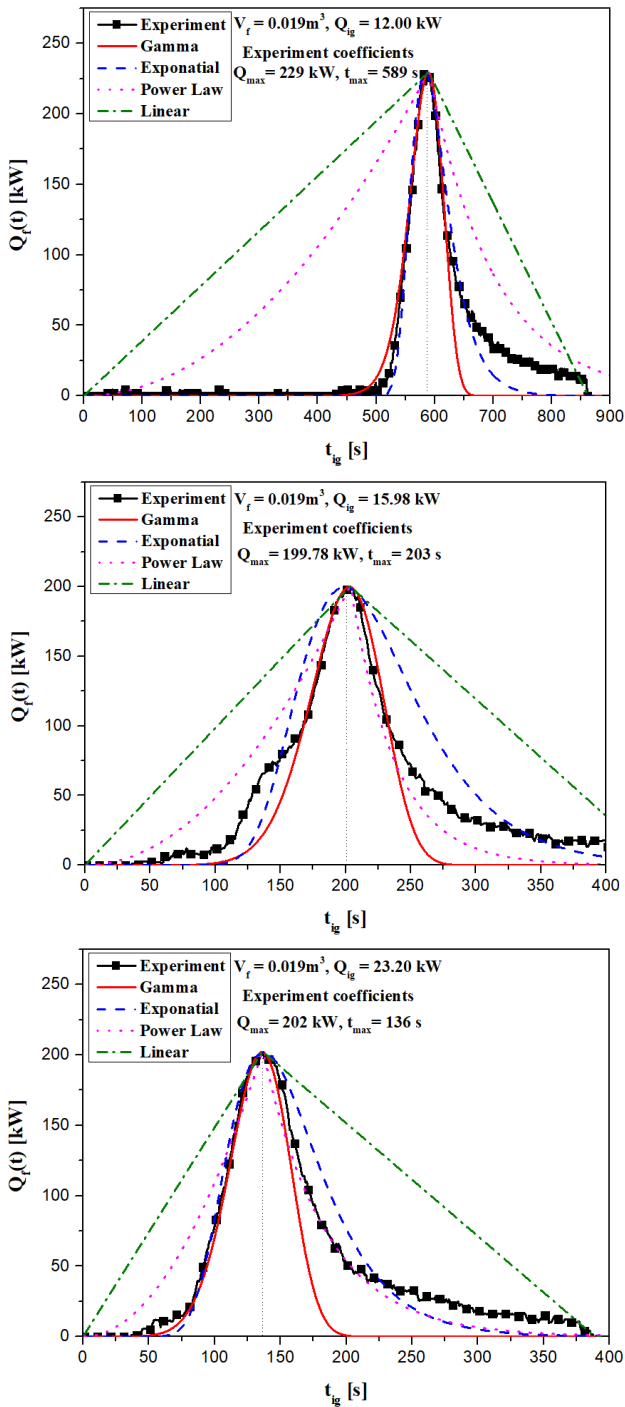 Experiment
Gamma
Exponatial
Power Law
Linear
V_f = 0.019m³, Q_ig = 12.00 kW
Experiment coefficients
Q_max = 229 kW, t_max = 589 s
Q_f(t) [kW]
250
200
150
100
50
0
0 100 200 300 400 500 600 700 800 900
t_ig [s]
Experiment
Gamma
Exponatial
Power Law
Linear
V_f = 0.019m³, Q_ig = 15.98 kW
Experiment coefficients
Q_max = 199.78 kW, t_max = 203 s
Q_f(t) [kW]
250
200
150
100
50
0
0 50 100 150 200 250 300 350 400
t_ig [s]
Experiment
Gamma
Exponatial
Power Law
Linear
V_f = 0.019m³, Q_ig = 23.20 kW
Experiment coefficients
Q_max = 202 kW, t_max = 136 s
Q_f(t) [kW]
250
200
150
100
50
0
0 50 100 150 200 250 300 350 400
t_ig [s]